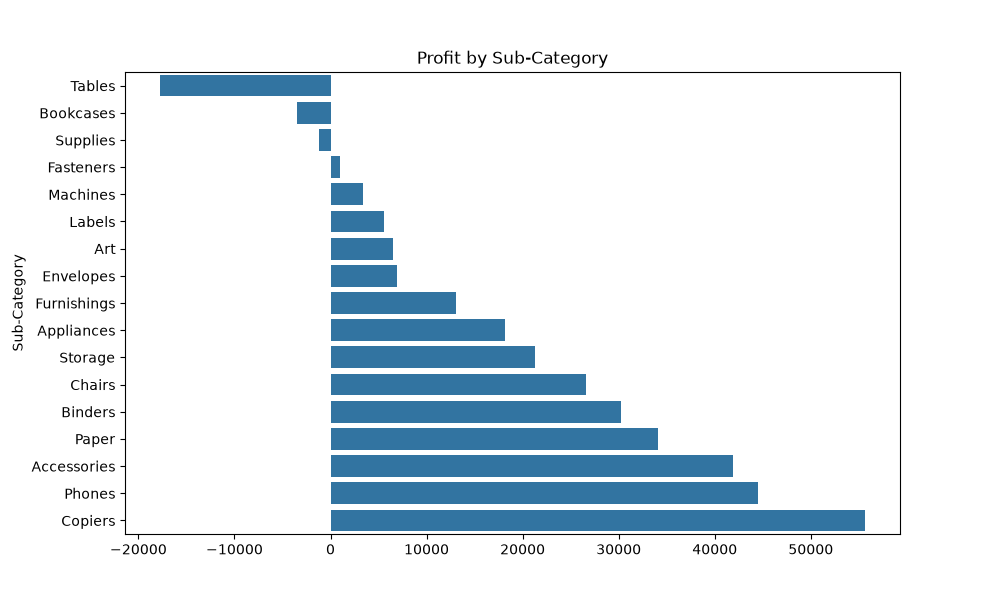 Profit by Sub-Category
Sub-Category
Tables
Bookcases
Supplies
Fasteners
Machines
Labels
Art
Envelopes
Furnishings
Appliances
Storage
Chairs
Binders
Paper
Accessories
Phones
Copiers
−20000 −10000 0 10000 20000 30000 40000 50000